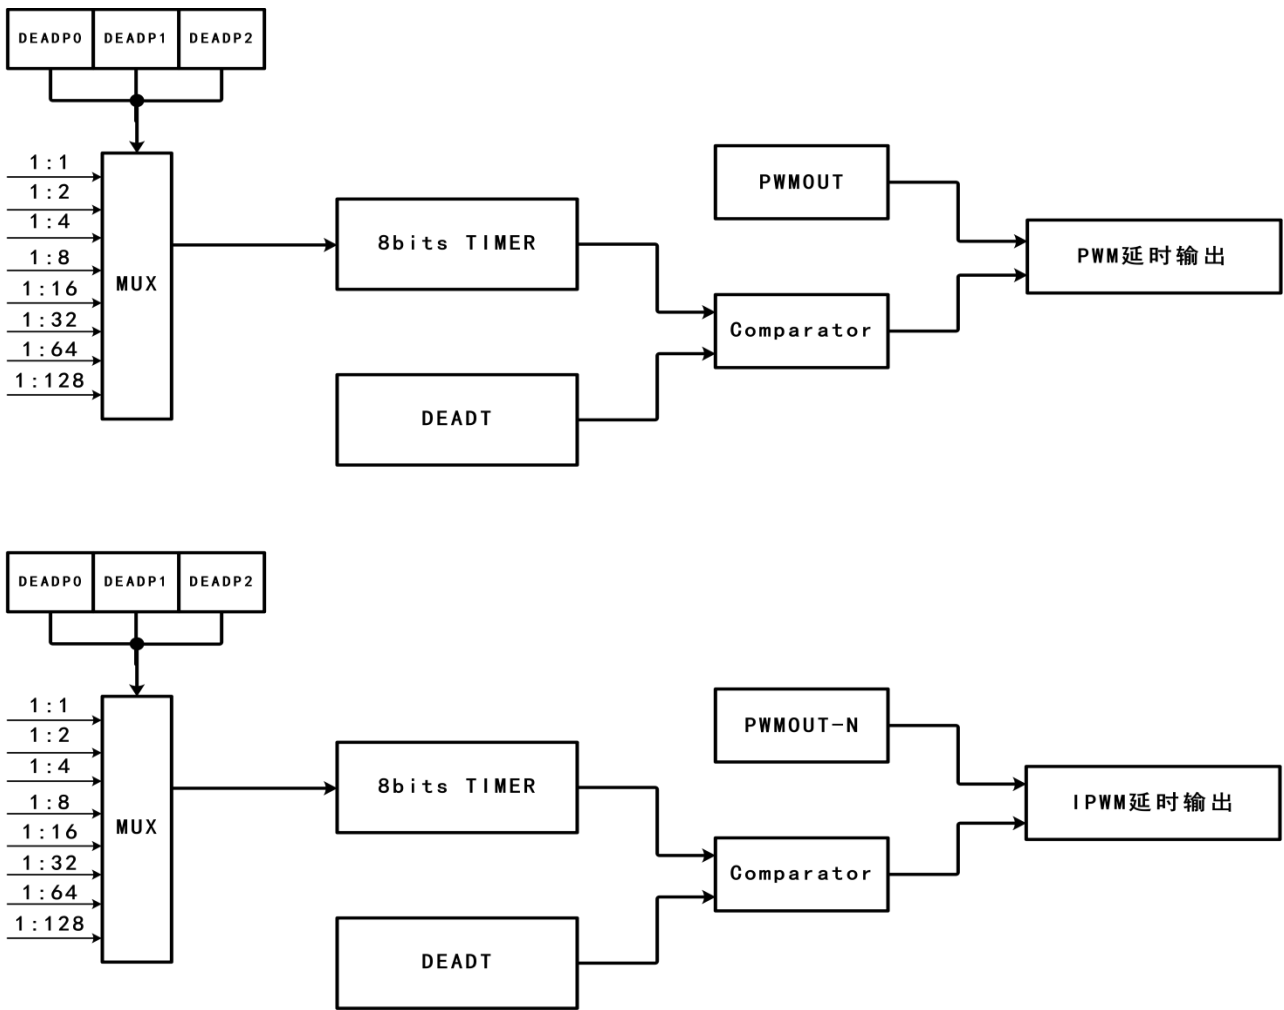 DEADP0 DEADP1 DEADP2
1:1
1:2
1:4
1:8
1:16
1:32
1:64
1:128
MUX
8bits TIMER
DEADT
PWMOUT
Comparator
PWM延时输出
DEADP0 DEADP1 DEADP2
1:1
1:2
1:4
1:8
1:16
1:32
1:64
1:128
MUX
8bits TIMER
DEADT
PWMOUT-N
Comparator
IPWM延时输出